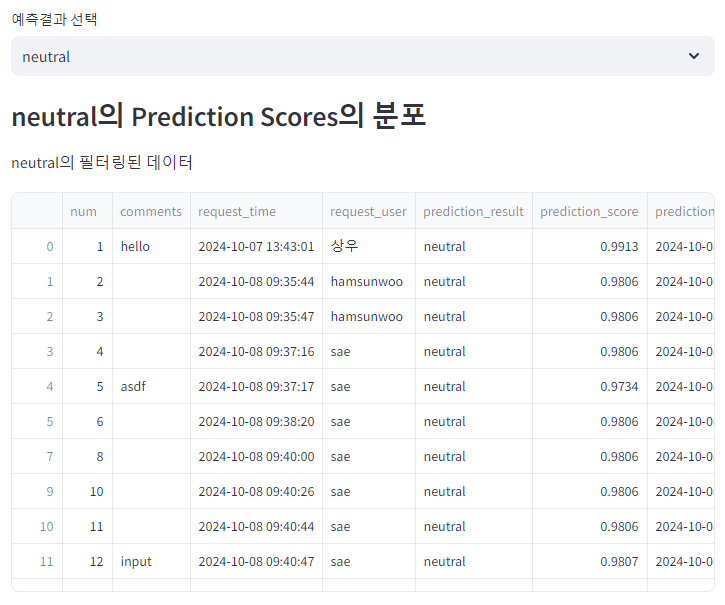 예측결과 선택
neutral
neutral의 Prediction Scores의 분포
neutral의 필터링된 데이터
num comments request_time request_user prediction_result prediction_score prediction
0 1 hello 2024-10-07 13:43:01 상우 neutral 0.9913 2024-10-0
1 2 2024-10-08 09:35:44 hamsunwoo neutral 0.9806 2024-10-0
2 3 2024-10-08 09:35:47 hamsunwoo neutral 0.9806 2024-10-0
3 4 2024-10-08 09:37:16 sae neutral 0.9806 2024-10-0
4 5 asdf 2024-10-08 09:37:17 sae neutral 0.9734 2024-10-0
5 6 2024-10-08 09:38:20 sae neutral 0.9806 2024-10-0
7 8 2024-10-08 09:40:00 sae neutral 0.9806 2024-10-0
9 10 2024-10-08 09:40:26 sae neutral 0.9806 2024-10-0
10 11 2024-10-08 09:40:44 sae neutral 0.9806 2024-10-0
11 12 input 2024-10-08 09:40:47 sae neutral 0.9807 2024-10-0